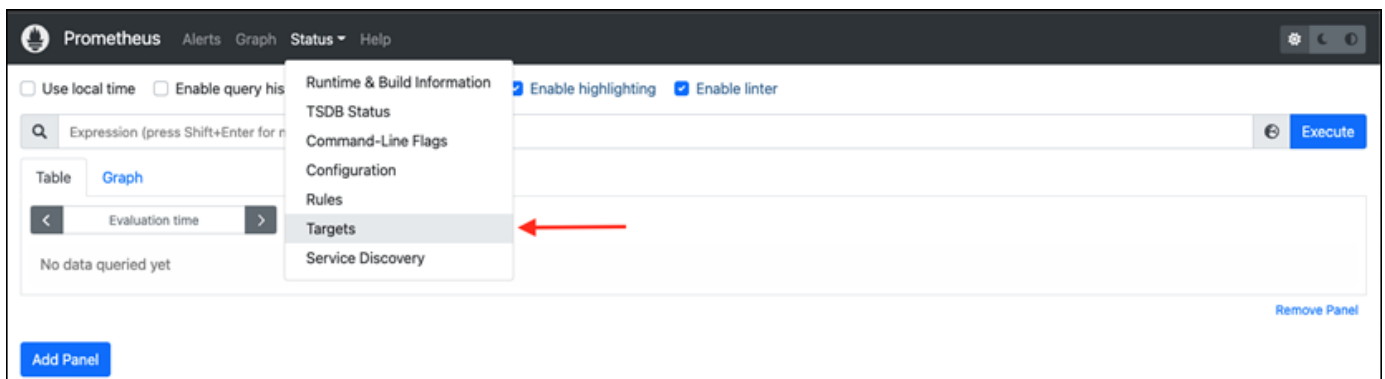 Prometheus Alerts Graph Status Help
Use local time Enable query his Enable highlighting Enable linter
Expression (press Shift+Enter for n Execute
Runtime & Build Information
TSDB Status
Command-Line Flags
Configuration
Rules
Targets
Service Discovery
Table Graph
Evaluation time
No data queried yet
Remove Panel
Add Panel